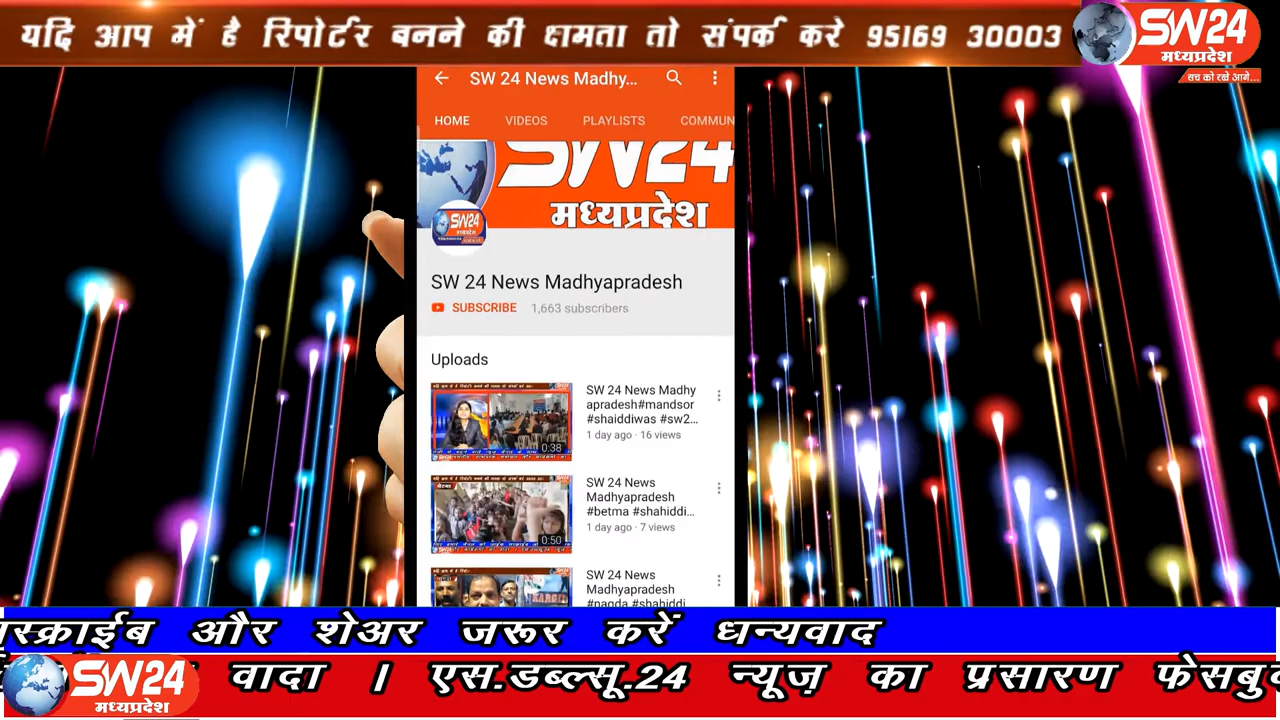 यदि आप में है रिपोर्टर बनने की क्षमता तो संपर्क करे 95169 30003
SW24
मध्यप्रदेश
सच को रखे आगे...
SW 24 News Madhy...
HOME VIDEOS PLAYLISTS COMMUN
SW24
मध्यप्रदेश
SW24
SW 24 News Madhyapradesh
SUBSCRIBE 1,663 subscribers
Uploads
SW 24 News Madhy
apradesh#mandsor
#shaiddiwas #sw2...
1 day ago · 16 views
0:38
SW 24 News
Madhyapradesh
#betma #shahiddi...
1 day ago · 7 views
0:50
SW 24 News
Madhyapradesh
#nagda #shahiddi
स्क्राईब और शेअर जरूर करें धन्यवाद
वादा । एस.डब्ल्सू.24 न्यूज़ का प्रसारण फेसबु
SW24
मध्यप्रदेश